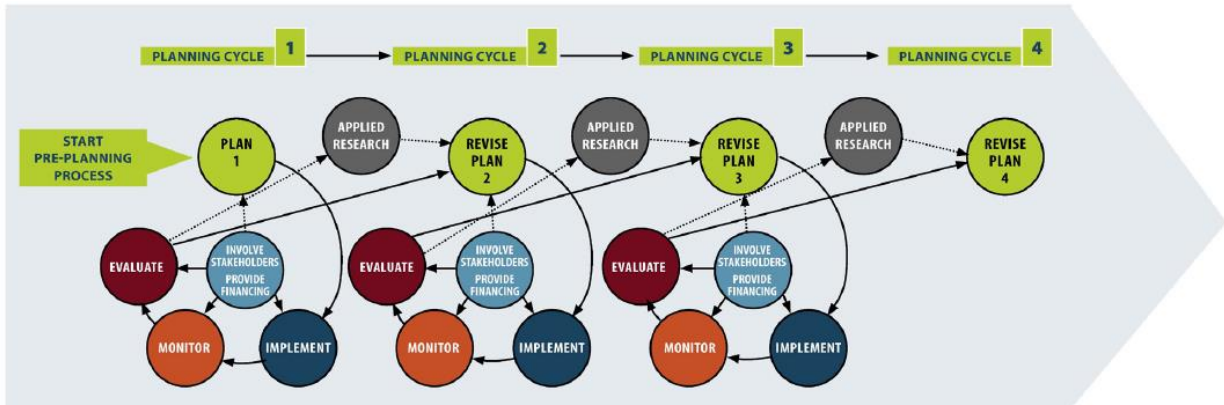 PLANNING CYCLE 1
PLANNING CYCLE 2
PLANNING CYCLE 3
PLANNING CYCLE 4
START
PRE-PLANNING
PROCESS
PLAN
1
APPLIED
RESEARCH
REVISE
PLAN
2
APPLIED
RESEARCH
REVISE
PLAN
3
APPLIED
RESEARCH
REVISE
PLAN
4
EVALUATE
INVOLVE
STAKEHOLDERS
PROVIDE
FINANCING
EVALUATE
INVOLVE
STAKEHOLDERS
PROVIDE
FINANCING
EVALUATE
INVOLVE
STAKEHOLDERS
PROVIDE
FINANCING
MONITOR
IMPLEMENT
MONITOR
IMPLEMENT
MONITOR
IMPLEMENT